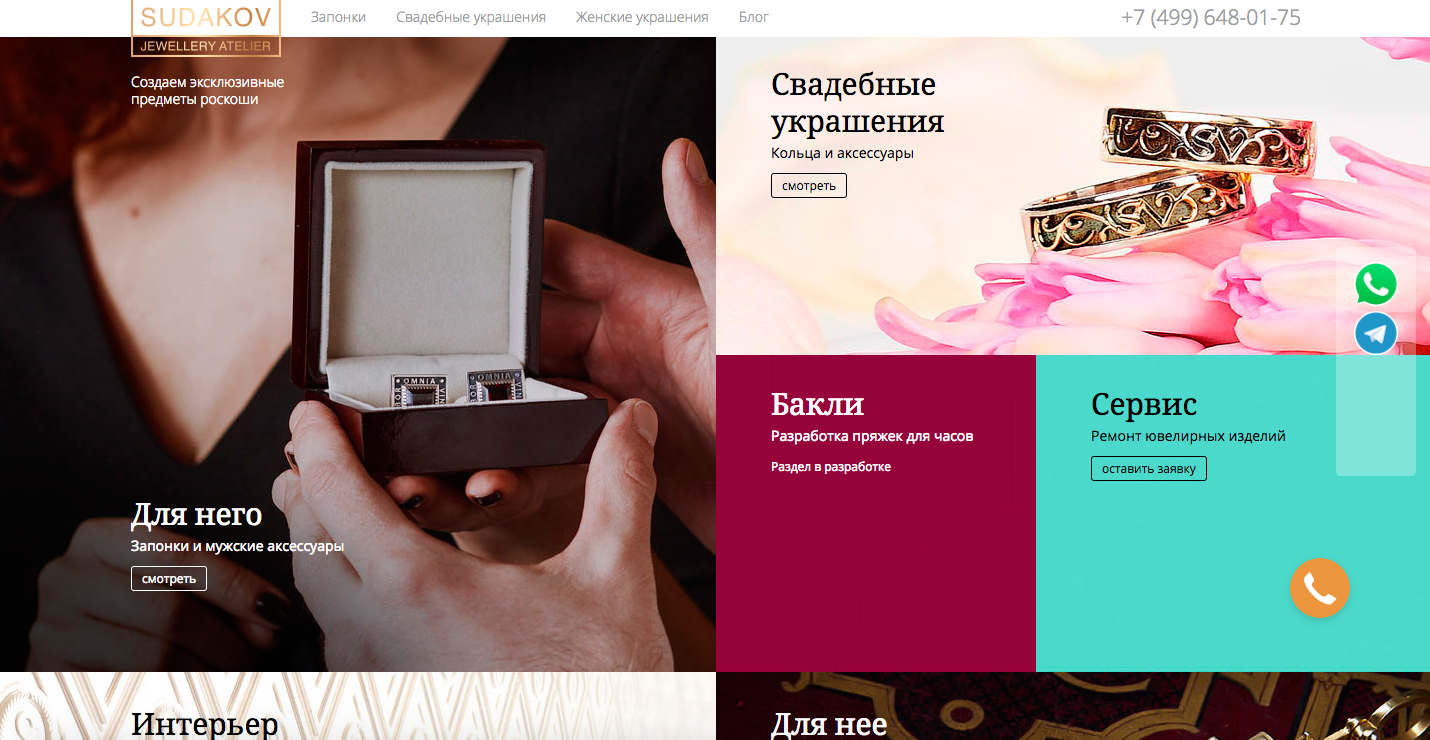 SUDAKOV
JEWELLERY ATELIER
Запонки
Свадебные украшения
Женские украшения
Блог
+7 (499) 648-01-75
Создаем эксклюзивные
предметы роскоши
OMNIA
Для него
Запонки и мужские аксессуары
смотреть
Свадебные
украшения
Кольца и аксессуары
смотреть
SV
SV
Бакли
Разработка пряжек для часов
Раздел в разработке
Сервис
Ремонт ювелирных изделий
оставить заявку
Интерьер
Для нее